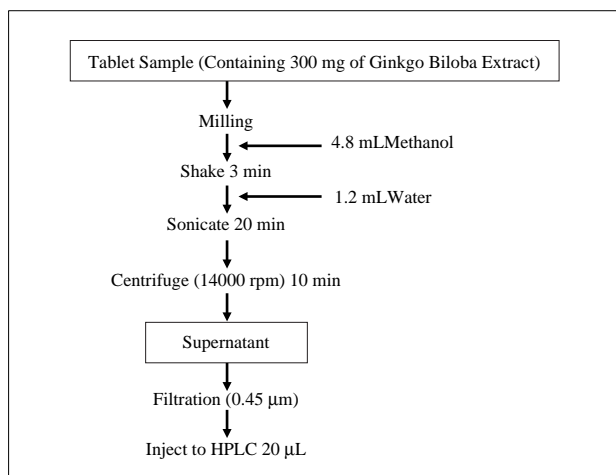 Tablet Sample (Containing 300 mg of Ginkgo Biloba Extract)
Milling
4.8 mLMethanol
Shake 3 min
1.2 mLWater
Sonicate 20 min
Centrifuge (14000 rpm) 10 min
Supernatant
Filtration (0.45 μm)
Inject to HPLC 20 μL